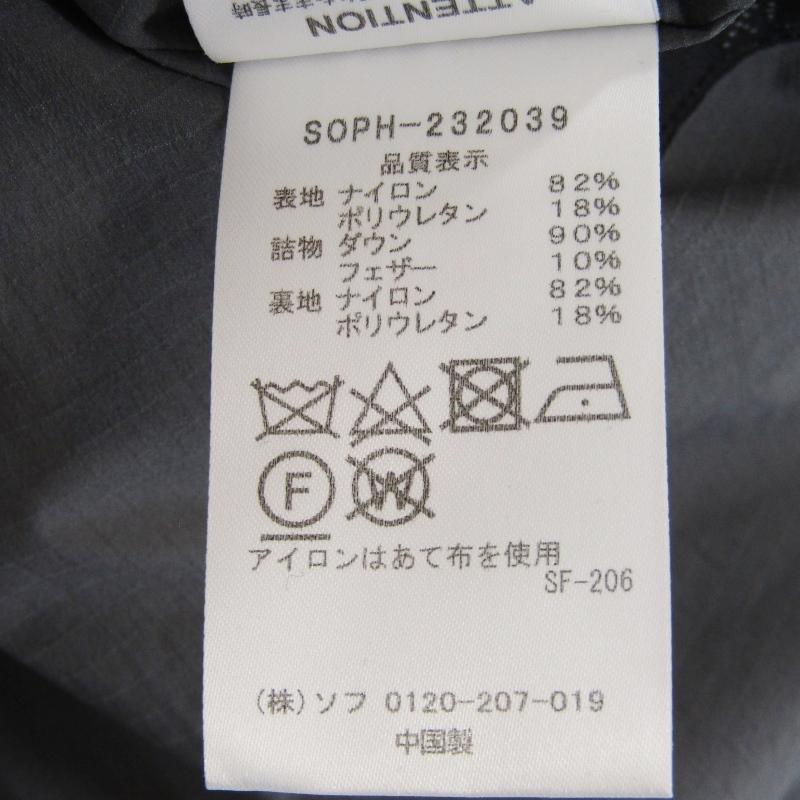 ATTENTION
SOPH-232039
品質表示
表地 ナイロン 82%
ポリウレタン 18%
詰物 ダウン 90%
フェザー 10%
裏地 ナイロン 82%
ポリウレタン 18%
F W
アイロンはあて布を使用
SF-206
(株)ソフ 0120-207-019
中国製